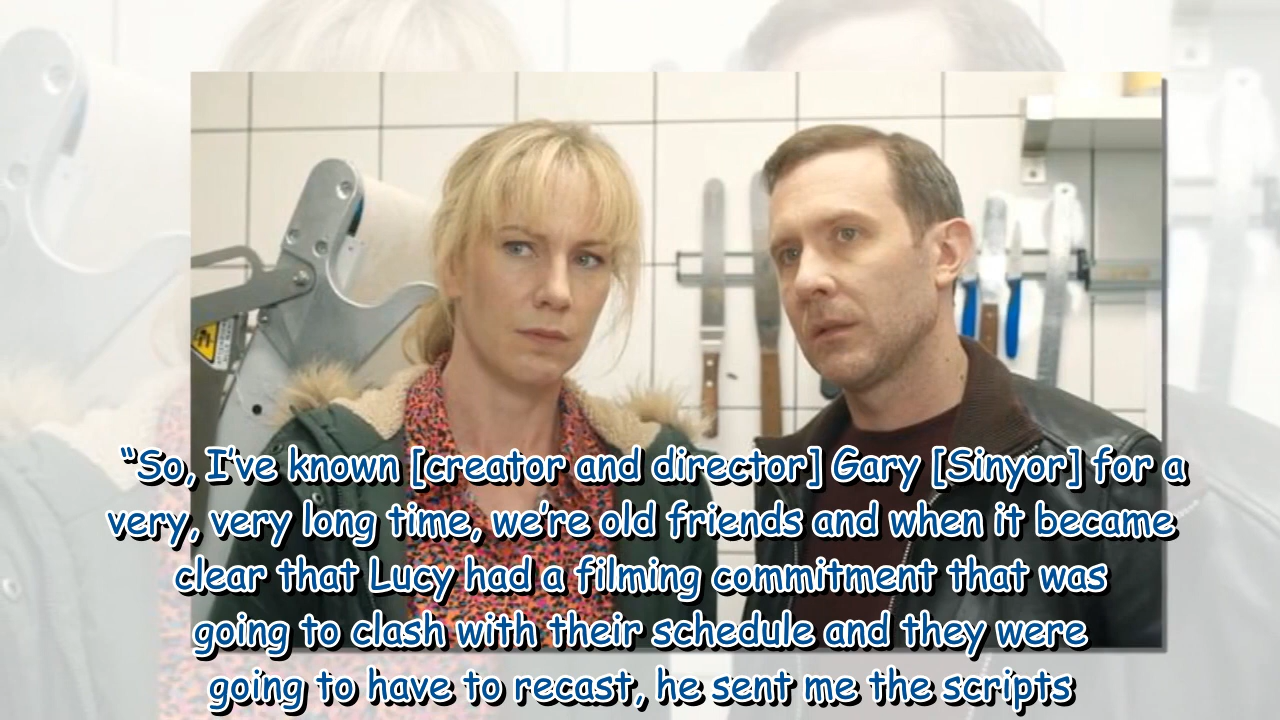 “So, I’ve known [creator and director] Gary [Sinyor] for a
very, very long time, we’re old friends and when it became
clear that Lucy had a filming commitment that was
going to clash with their schedule and they were
going to have to recast, he sent me the scripts